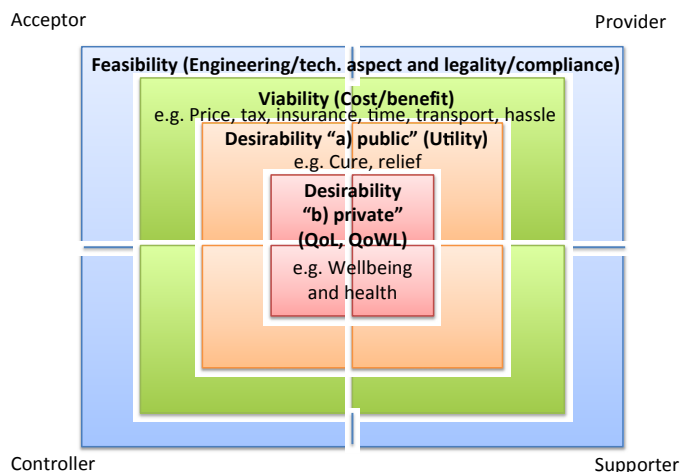 Acceptor
Provider
Feasibility (Engineering/tech. aspect and legality/compliance)
Viability (Cost/benefit)
e.g. Price, tax, insurance, time, transport, hassle
Desirability “a) public” (Utility)
e.g. Cure, relief
Desirability
“b) private”
(QoL, QoWL)
e.g. Wellbeing
and health
Controller
Supporter